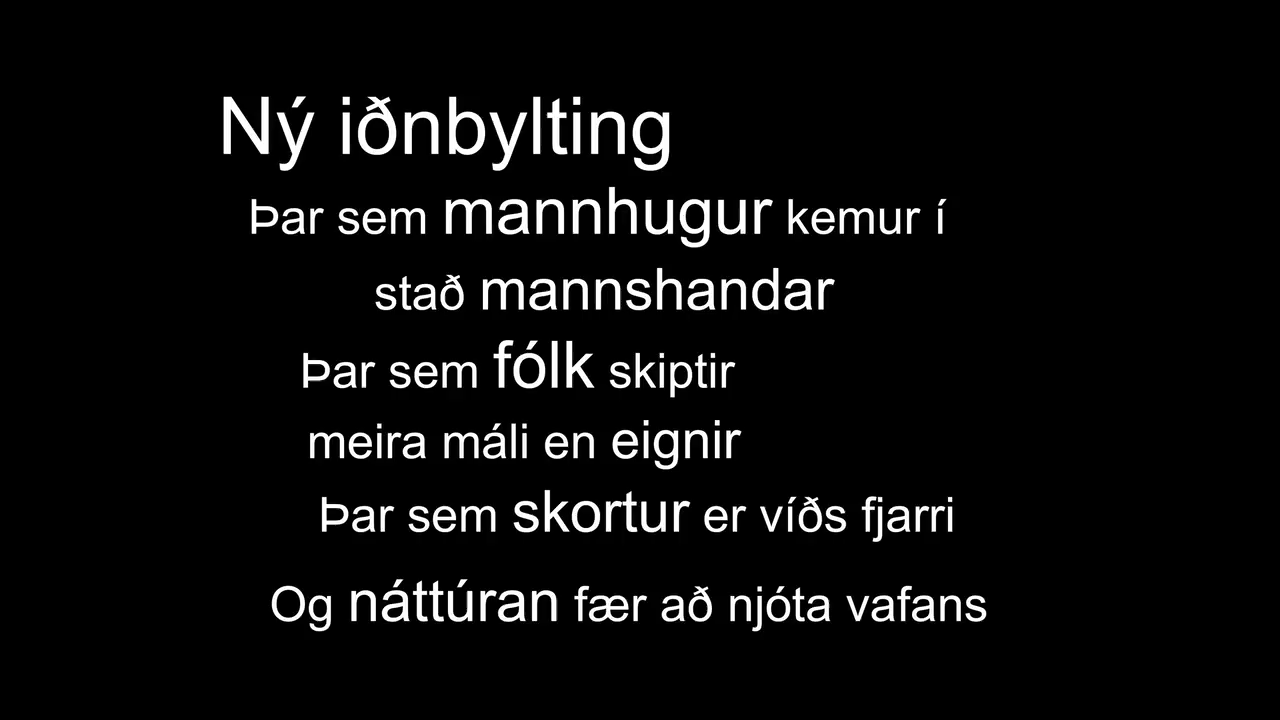 Ný iðnbylting
Þar sem mannhugur kemur í
stað mannshandar
Þar sem fólk skiptir
meira máli en eignir
Þar sem skortur er víðs fjarri
Og náttúran fær að njóta vafans